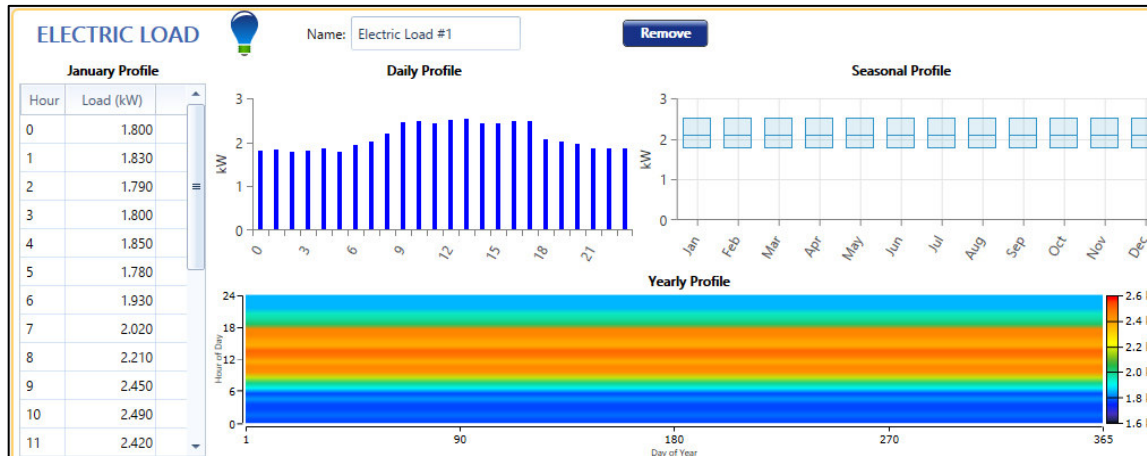 ELECTRIC LOAD
Name: Electric Load #1
Remove
January Profile
Hour Load (kW)
0 1.800
1 1.830
2 1.790
3 1.800
4 1.850
5 1.780
6 1.930
7 2.020
8 2.210
9 2.450
10 2.490
11 2.420
Daily Profile
3
2
1
0
kW
0 3 6 9 12 15 18 21
Seasonal Profile
3
2
1
0
kW
Jan Feb Mar Apr May Jun Jul Aug Sep Oct Nov Dec
Yearly Profile
24
18
12
6
0
Hour of Day
1 90 180 270 365
Day of Year
2.6
2.4
2.2
2.0
1.8
1.6